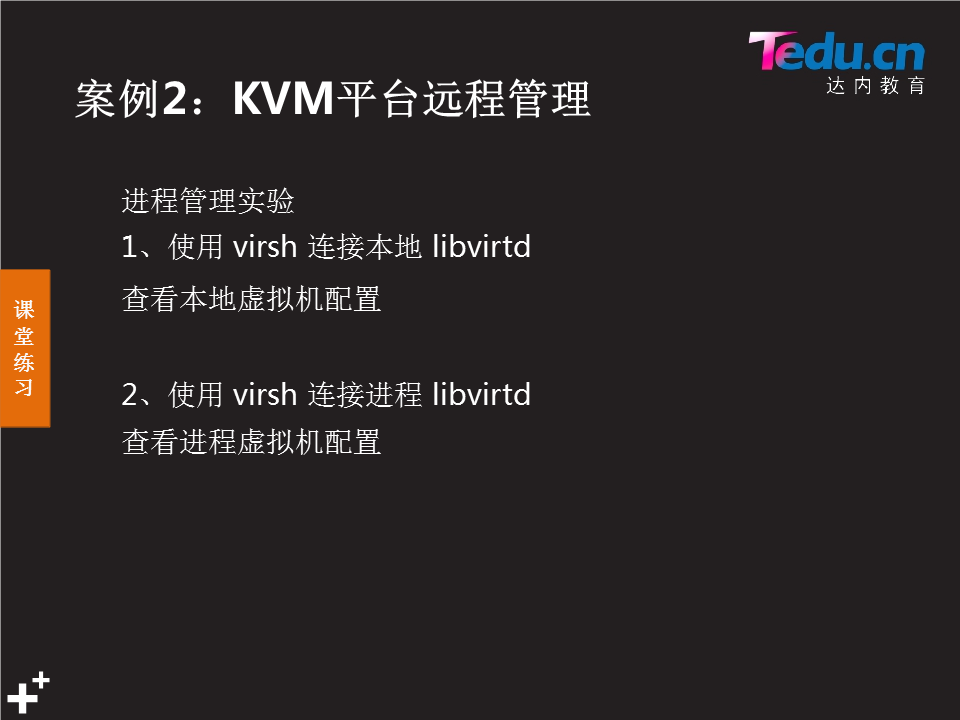 Tedu.cn
达内教育
案例2：KVM平台远程管理
进程管理实验
1、使用 virsh 连接本地 libvirtd
查看本地虚拟机配置
课堂练习
2、使用 virsh 连接进程 libvirtd
查看进程虚拟机配置